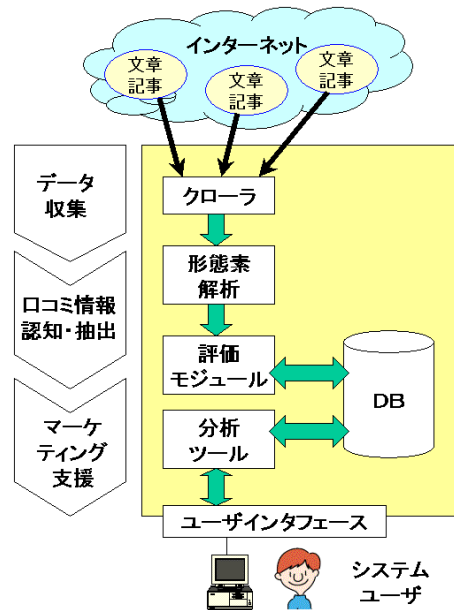 インターネット
文章
記事
文章
記事
文章
記事
データ
収集
クローラ
形態素
解析
口コミ情報
認知・抽出
評価
モジュール
DB
マーケ
ティング
支援
分析
ツール
ユーザインタフェース
システム
ユーザ